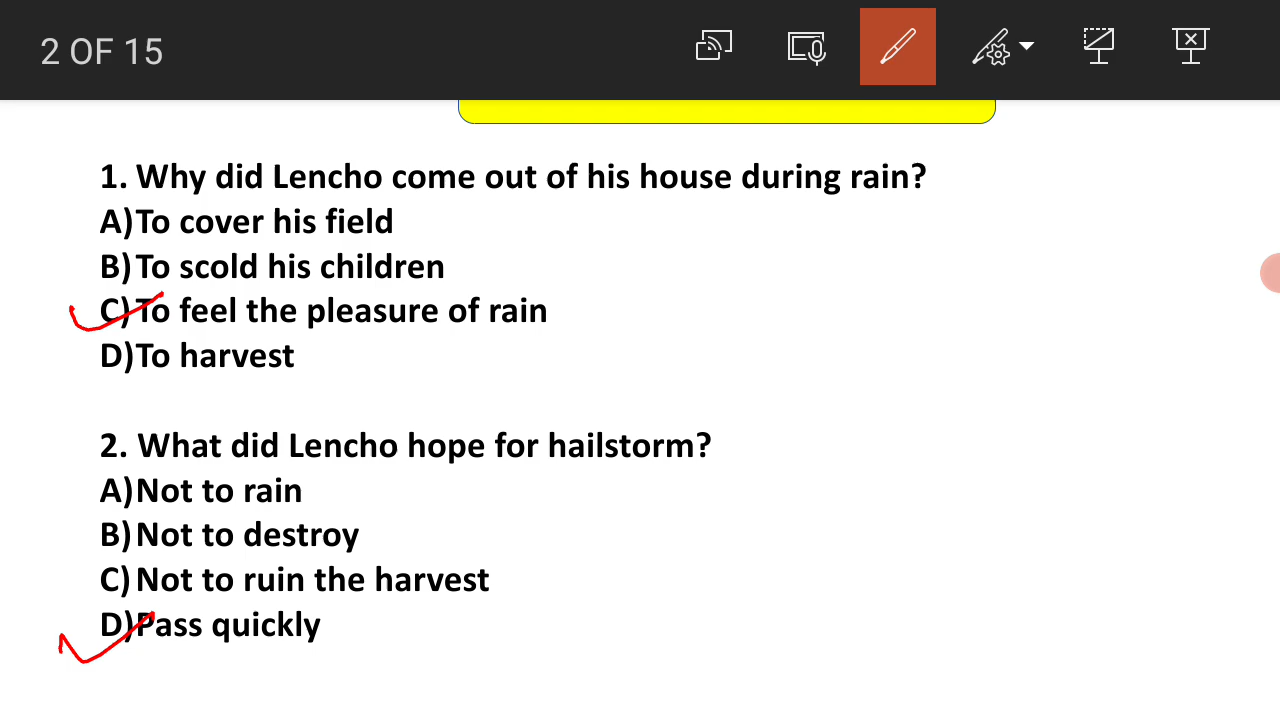 2 OF 15
1. Why did Lencho come out of his house during rain?
A) To cover his field
B) To scold his children
C) To feel the pleasure of rain
D) To harvest
2. What did Lencho hope for hailstorm?
A) Not to rain
B) Not to destroy
C) Not to ruin the harvest
D) Pass quickly